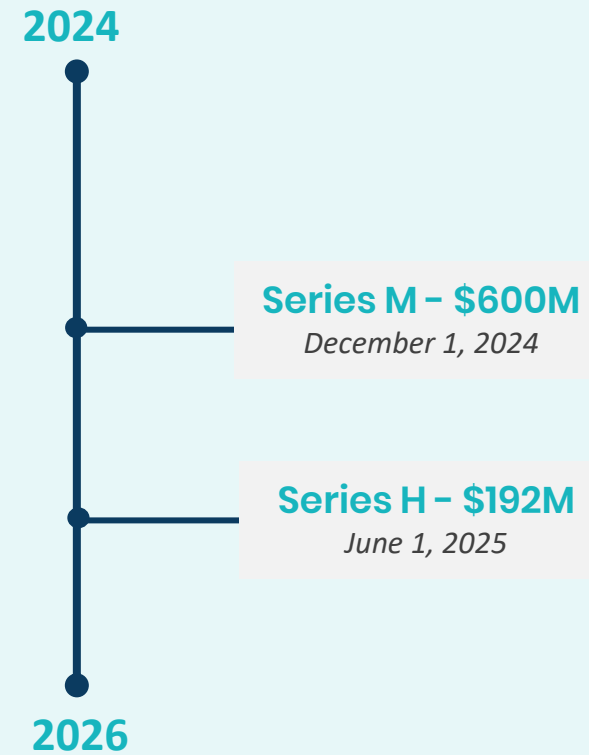 2024
Series M – $600M
December 1, 2024
Series H – $192M
June 1, 2025
2026